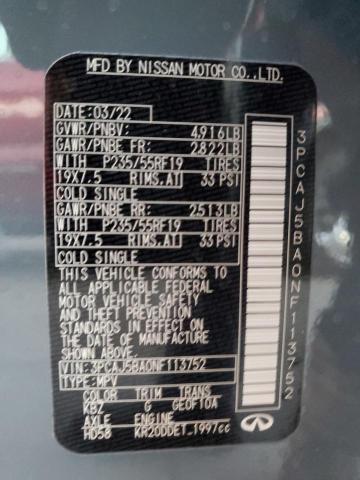 MFD BY NISSAN MOTOR CO.,LTD.
DATE:03/22
GVWR/PNBV: 4,916LB
GAWR/PNBE FR: 2822LB
WITH P235/55RF19 TIRES
19X7.5 RIMS.AT 33 PSI
COLD SINGLE
GAWR/PNBE RR: 2513LB
WITH P235/55RF19 TIRES
19X7.5 RIMS.AT 33 PSI
COLD SINGLE
THIS VEHICLE CONFORMS TO
ALL APPLICABLE FEDERAL
MOTOR VEHICLE SAFETY
AND THEFT PREVENTION
STANDARDS IN EFFECT ON
THE DATE OF MANUFACTURE
SHOWN ABOVE.
VIN:3PCAJ5BA0NF113752
TYPE:MPV
COLOR TRIM TRANS
KBZ G GE0F10A
AXLE ENGINE
HD58 KR20DDET 1997cc
3PCAJ5BA0NF113752